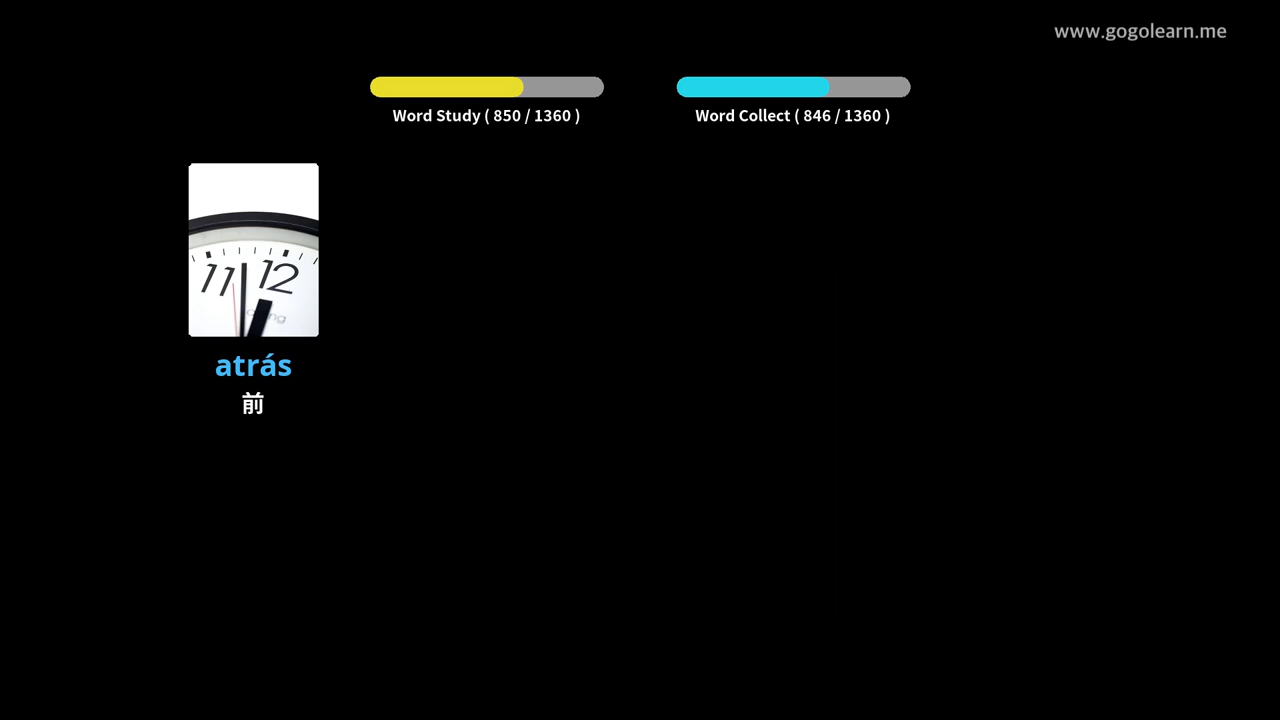 www.gogolearn.me
Word Study ( 850 / 1360 )
Word Collect ( 846 / 1360 )
11 12
atrás
前